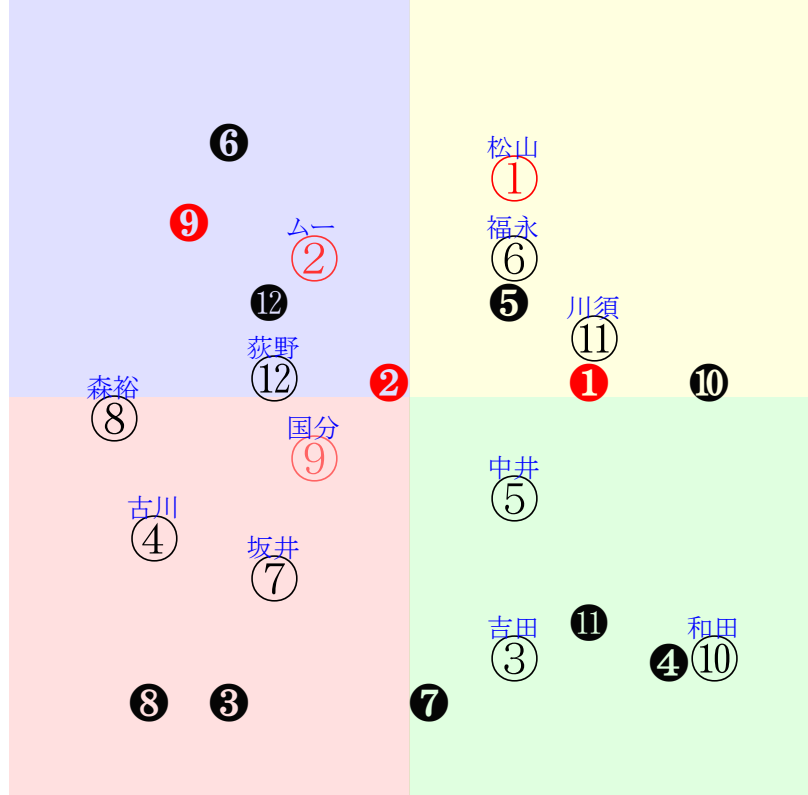 ❻
松山
①
❾
ムー
②
福永
⑥
⓬
❺
川須
⑪
荻野
⑫
❷
❶
❿
森裕
⑧
国分
⑨
中井
⑤
古川
④
坂井
⑦
⓫
吉田
③
❹
和田
⑩
❽
❸
❼